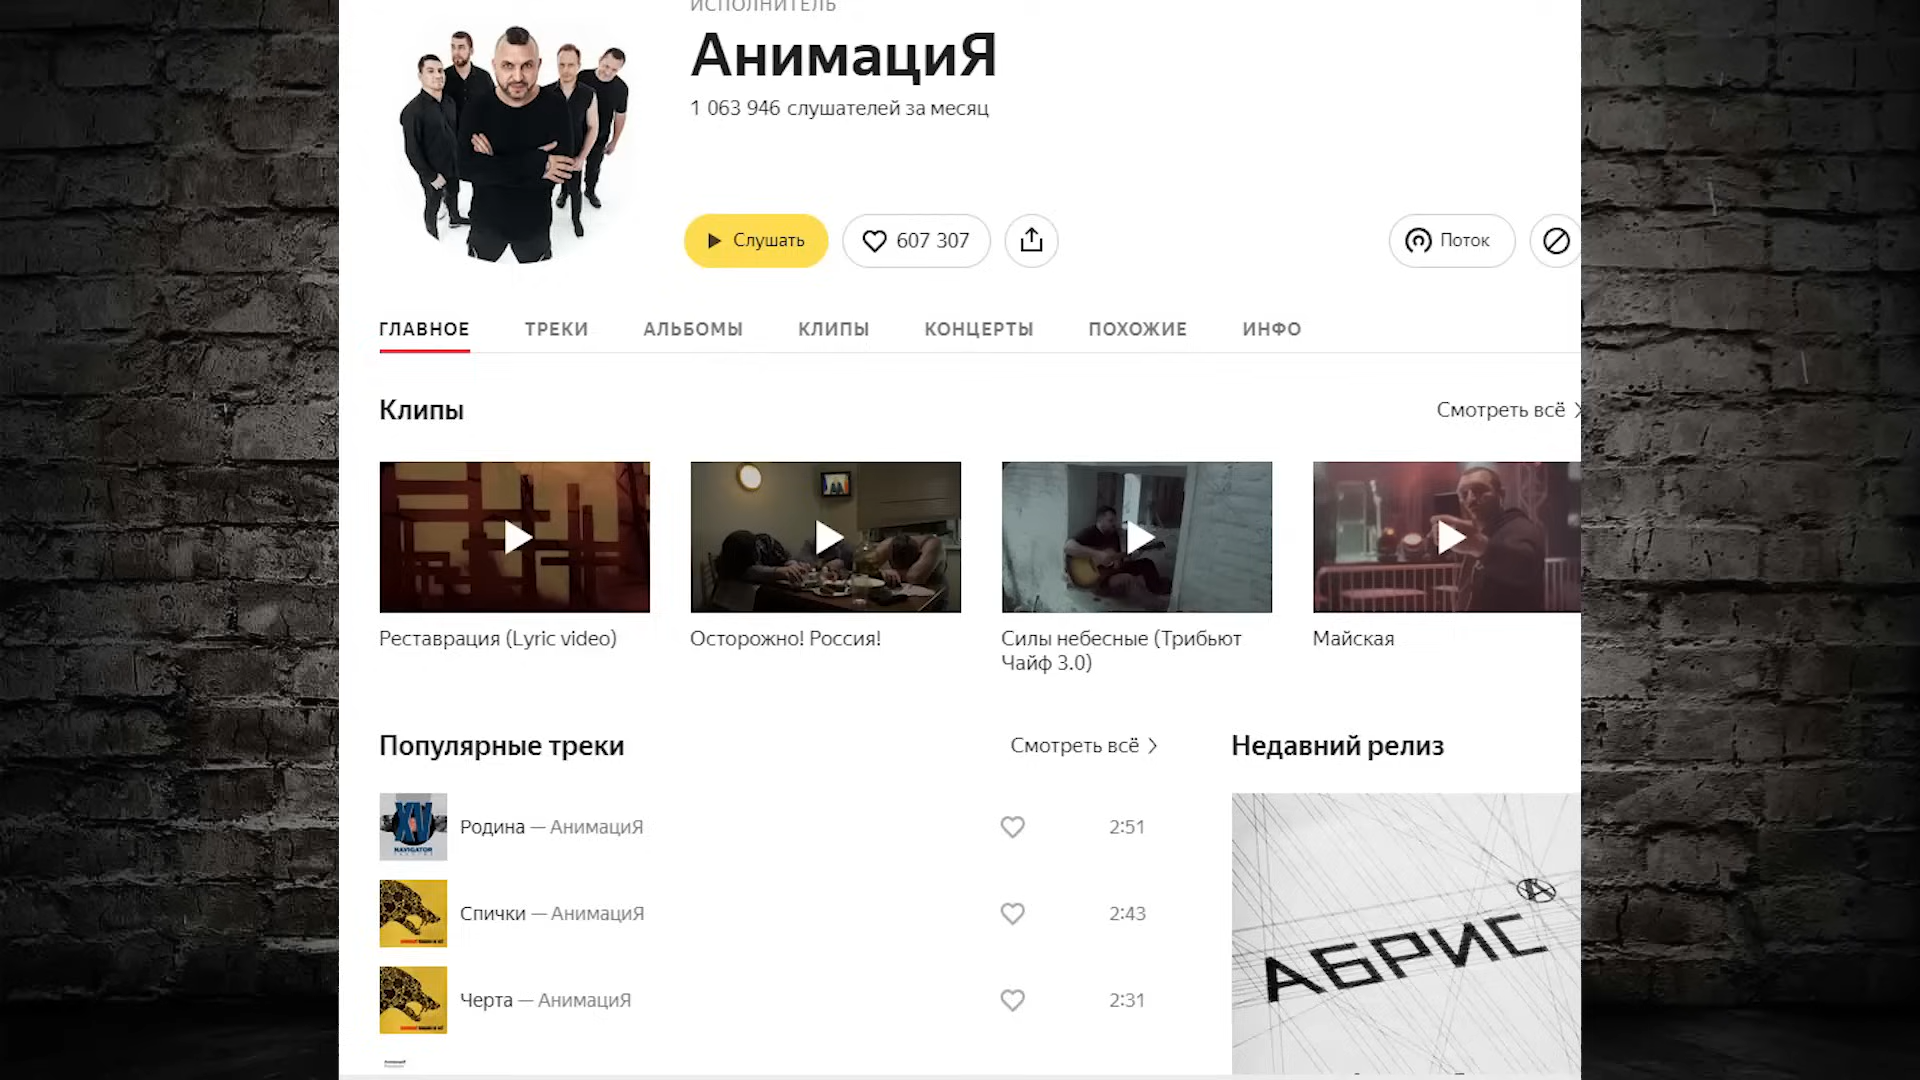 ИСПОЛНИТЕЛЬ
АнимациЯ
1 063 946 слушателей за месяц
Слушать
607 307
Поток
ГЛАВНОЕ
ТРЕКИ
АЛЬБОМЫ
КЛИПЫ
КОНЦЕРТЫ
ПОХОЖИЕ
ИНФО
Клипы
Смотреть всё
Реставрация (Lyric video)
Осторожно! Россия!
Силы небесные (Трибьют
Чайф 3.0)
Майская
Популярные треки
Смотреть всё
Недавний релиз
XV
NAVIGATOR
Родина — АнимациЯ
2:51
Спички — АнимациЯ
2:43
Черта — АнимациЯ
2:31
АБРИС